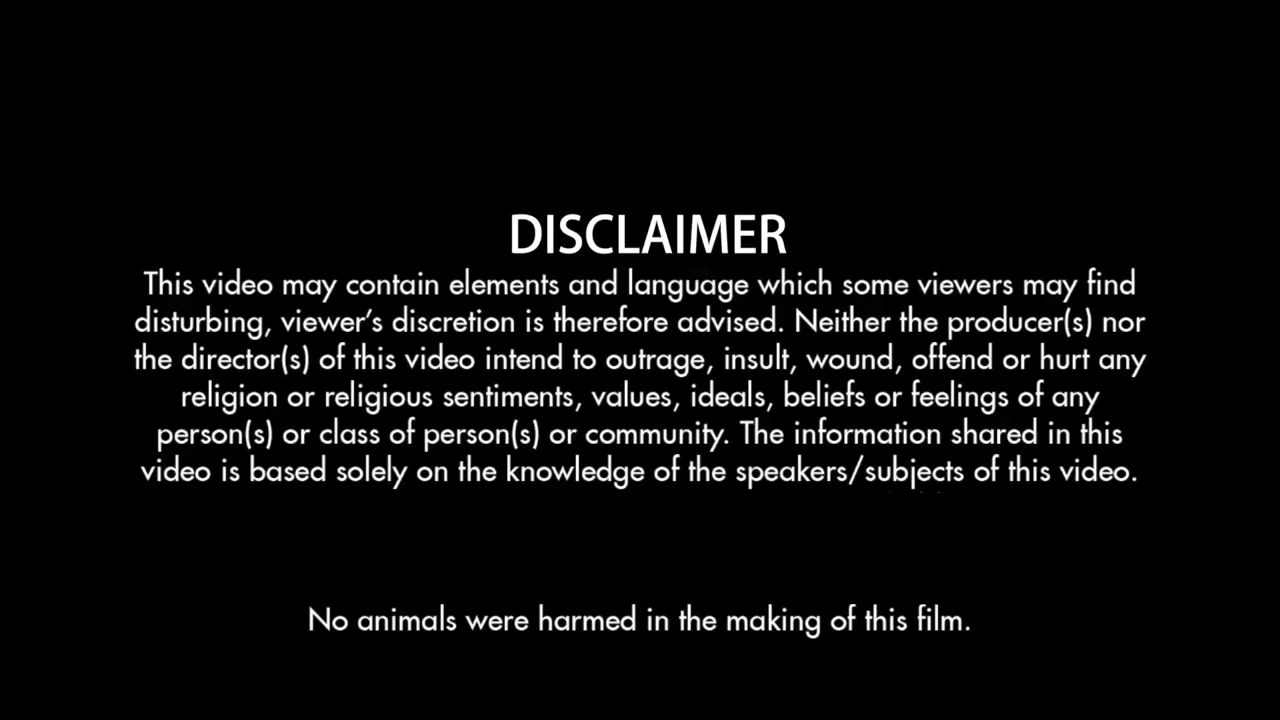 DISCLAIMER
This video may contain elements and language which some viewers may find
disturbing, viewer's discretion is therefore advised. Neither the producer(s) nor
the director(s) of this video intend to outrage, insult, wound, offend or hurt any
religion or religious sentiments, values, ideals, beliefs or feelings of any
person(s) or class of person(s) or community. The information shared in this
video is based solely on the knowledge of the speakers/subjects of this video.
No animals were harmed in the making of this film.